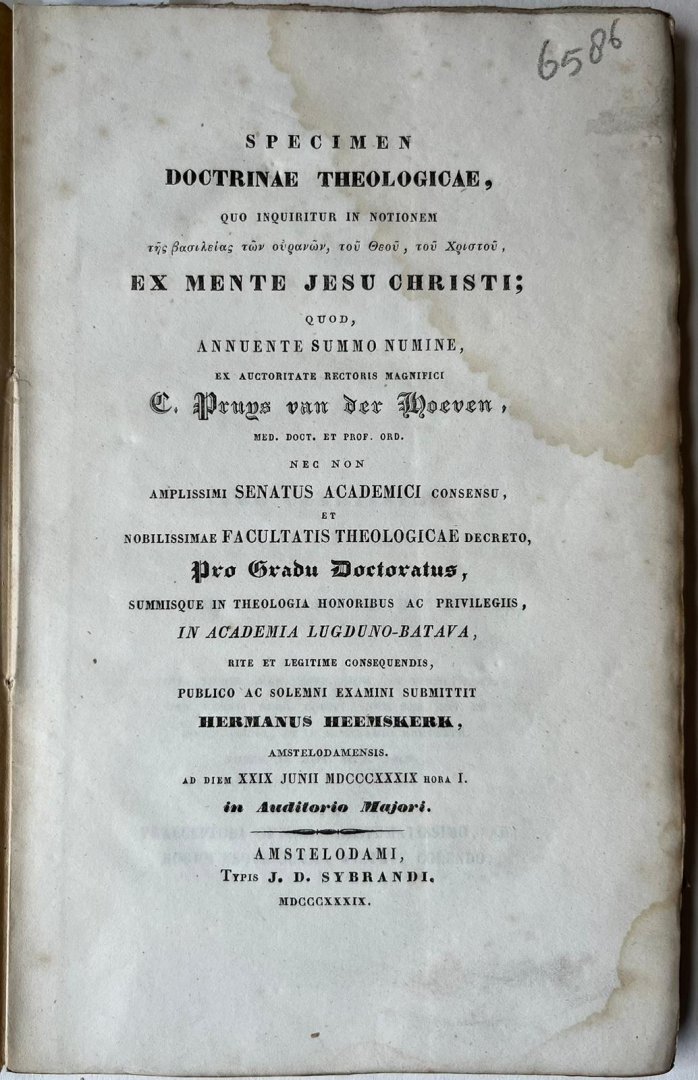 6586
SPECIMEN
DOCTRINAE THEOLOGICAE,
QUO INQUIRITUR IN NOTIONEM
τῆς βασιλείας τῶν οὐρανῶν, τοῦ Θεοῦ, τοῦ Χριστοῦ,
EX MENTE JESU CHRISTI;
QUOD,
ANNUENTE SUMMO NUMINE,
EX AUCTORITATE RECTORIS MAGNIFICI
C. Pruys van der Hoeven,
MED. DOCT. ET PROF. ORD.
NEC NON
AMPLISSIMI SENATUS ACADEMICI CONSENSU,
ET
NOBILISSIMAE FACULTATIS THEOLOGICAE DECRETO,
Pro Gradu Doctoratus,
SUMMISQUE IN THEOLOGIA HONORIBUS AC PRIVILEGIIS,
IN ACADEMIA LUGDUNO-BATAVA,
RITE ET LEGITIME CONSEQUENDIS,
PUBLICO AC SOLEMNI EXAMINI SUBMITTIT
HERMANUS HEEMSKERK,
AMSTELODAMENSIS.
AD DIEM XXIX JUNII MDCCCXXXIX HORA I.
in Auditorio Majori.
AMSTELODAMI,
TYPIS J. D. SYBRANDI.
MDCCCXXXIX.